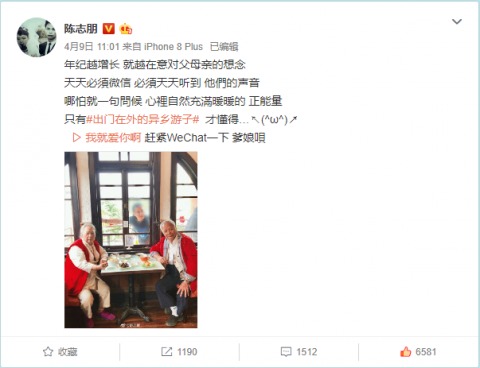 陈志朋
4月9日 11:01 来自 iPhone 8 Plus 已编辑
年纪越增长 就越在意对父母亲的想念
天天必須微信 必須天天听到 他們的声音
哪怕就一句問候 心裡自然充滿暖暖的 正能量
只有#出门在外的异乡游子# 才懂得…↖(^ω^)↗
▷ 我就爱你啊 赶紧WeChat一下 爹娘唄
收藏
1190
1512
6581